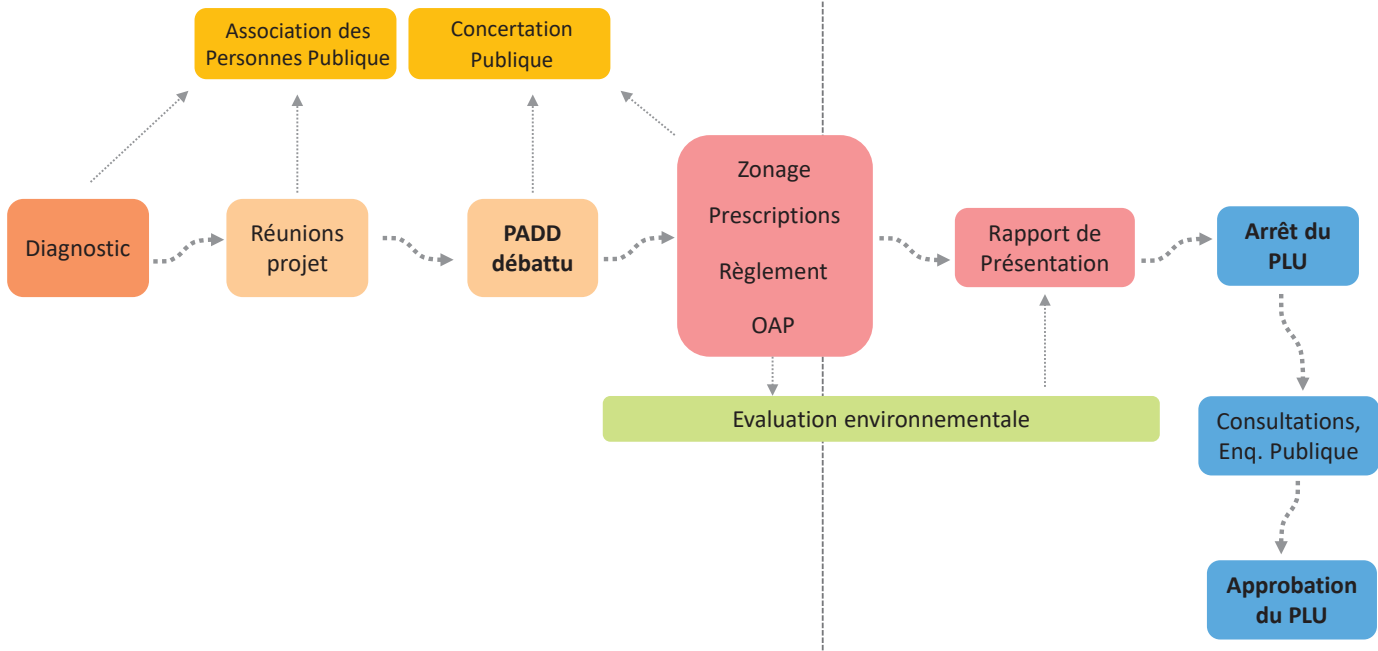 Association des
Personnes Publique
Concertation
Publique
Diagnostic
Réunions
projet
PADD
débattu
Zonage
Prescriptions
Règlement
OAP
Rapport de
Présentation
Arrêt du
PLU
Evaluation environnementale
Consultations,
Enq. Publique
Approbation
du PLU